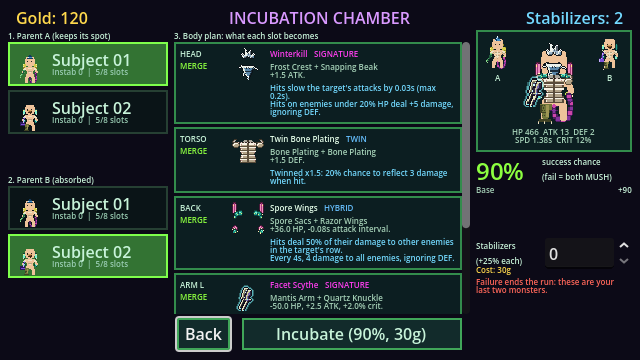 Gold: 120
INCUBATION CHAMBER
Stabilizers: 2
1. Parent A (keeps its spot)
Subject 01
Instab 0 | 5/8 slots
Subject 02
Instab 0 | 5/8 slots
2. Parent B (absorbed)
Subject 01
Instab 0 | 5/8 slots
Subject 02
Instab 0 | 5/8 slots
3. Body plan: what each slot becomes
HEAD
MERGE
Winterkill SIGNATURE
Frost Crest + Snapping Beak
+1.5 ATK.
Hits slow the target's attacks by 0.03s (max
0.2s).
Hits on enemies under 20% HP deal +5 damage,
ignoring DEF.
TORSO
MERGE
Twin Bone Plating TWIN
Bone Plating + Bone Plating
+1.5 DEF.
Twinned x1.5: 20% chance to reflect 3 damage
when hit.
BACK
MERGE
Spore Wings HYBRID
Spore Sacs + Razor Wings
+36.0 HP, -0.08s attack interval.
Hits deal 50% of their damage to other enemies
in the target's row.
Every 4s, 4 damage to all enemies, ignoring DEF.
ARM L
MERGE
Facet Scythe SIGNATURE
Mantis Arm + Quartz Knuckle
-50.0 HP, +2.5 ATK, +2.0% crit.
Back
Incubate (90%, 30g)
A
B
HP 466 ATK 13 DEF 2
SPD 1.38s CRIT 12%
90%
success chance
(fail = both MUSH)
Base
+90
Stabilizers
(+25% each)
Cost: 30g
0
Failure ends the run: these are your
last two monsters.